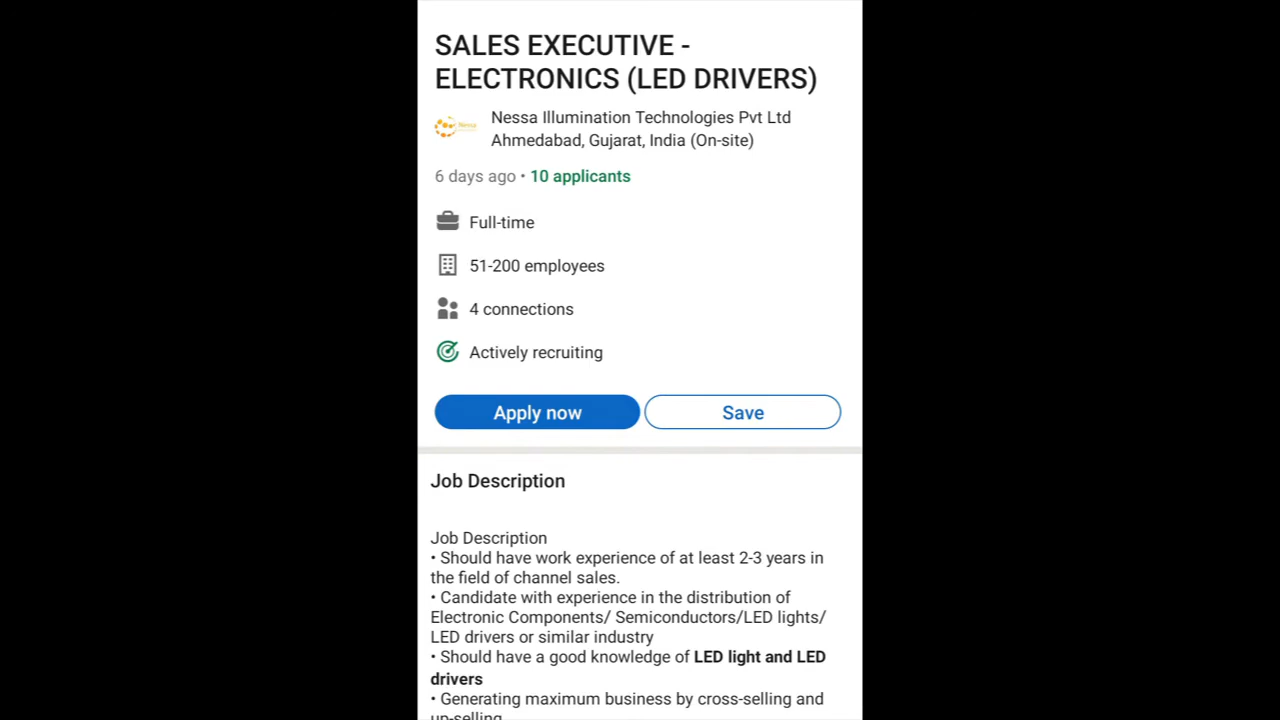 SALES EXECUTIVE -
ELECTRONICS (LED DRIVERS)
Nessa
Nessa Illumination Technologies Pvt Ltd
Ahmedabad, Gujarat, India (On-site)
6 days ago • 10 applicants
Full-time
51-200 employees
4 connections
Actively recruiting
Apply now
Save
Job Description
Job Description
• Should have work experience of at least 2-3 years in
the field of channel sales.
• Candidate with experience in the distribution of
Electronic Components/ Semiconductors/LED lights/
LED drivers or similar industry
• Should have a good knowledge of LED light and LED
drivers
• Generating maximum business by cross-selling and
up-selling